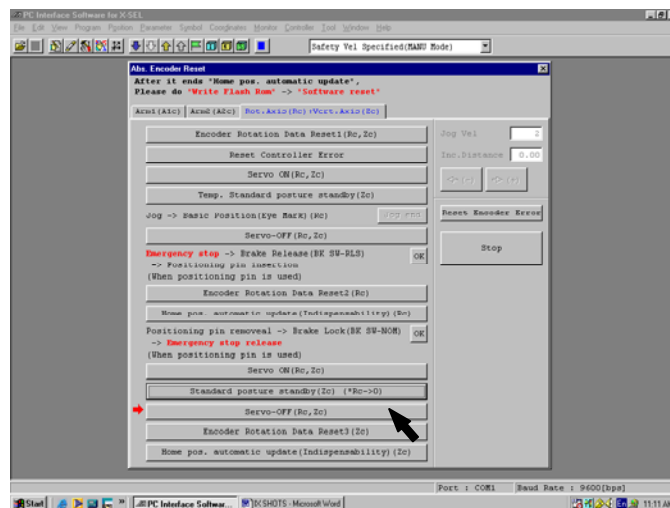 PC Interface Software for X-SEL
File Edit View Program Position Parameter Symbol Coordinates Monitor Controller Tool Window Help
Safety Vel Specified(MANU Mode)
Abs. Encoder Reset
After it ends "Home pos. automatic update",
Please do "Write Flash Rom" -> "Software reset"
Arm1(A1c) Arm2(A2c) Rot.Axis(Rc)+Vert.Axis(Zc)
Encoder Rotation Data Reset1(Rc,Zc)
Jog Vel 2
Reset Controller Error
Inc.Distance 0.00
Servo ON(Rc,Zc)
Temp. Standard posture standby(Zc)
Jog -> Basic Position(Eye Mark)(Rc) Jog end
Reset Encoder Error
Servo-OFF(Rc,Zc)
Stop
Emergency stop -> Brake Release(BK SW-RLS) OK
-> Positioning pin insertion
(When positioning pin is used)
Encoder Rotation Data Reset2(Rc)
Home pos. automatic update(Indispensability)(Rc)
Positioning pin removeal -> Brake Lock(BK SW-NOM) OK
-> Emergency stop release
(When positioning pin is used)
Servo ON(Rc,Zc)
Standard posture standby(Zc) (*Rc->0)
Servo-OFF(Rc,Zc)
Encoder Rotation Data Reset3(Zc)
Home pos. automatic update(Indispensability)(Zc)
Port : COM1 Baud Rate : 9600[bps]
Start PC Interface Softwar... IX SHOTS - Microsoft Word En 11:11 AM